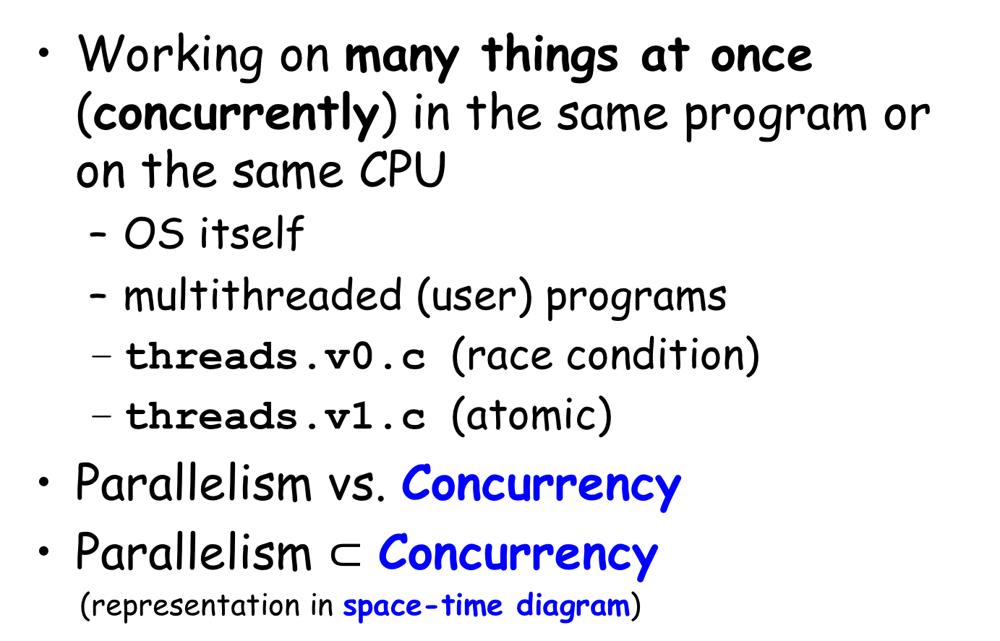 • Working on many things at once
(concurrently) in the same program or
on the same CPU
– OS itself
– multithreaded (user) programs
– threads.v0.c (race condition)
– threads.v1.c (atomic)
• Parallelism vs. Concurrency
• Parallelism ⊂ Concurrency
(representation in space-time diagram)